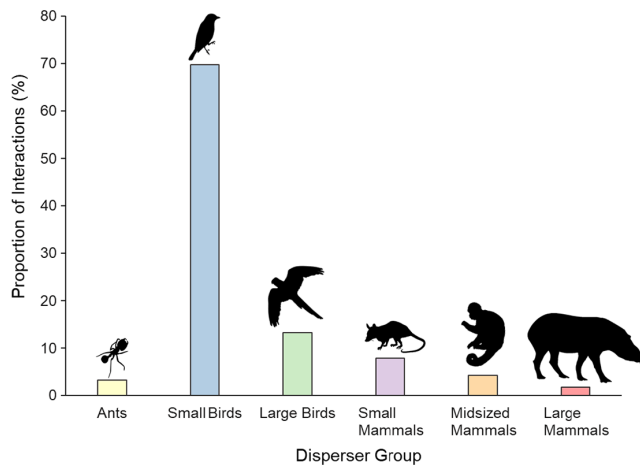 80
70
60
50
40
30
20
10
0
Proportion of Interactions (%)
Ants
Small Birds
Large Birds
Small
Mammals
Midsized
Mammals
Large
Mammals
Disperser Group